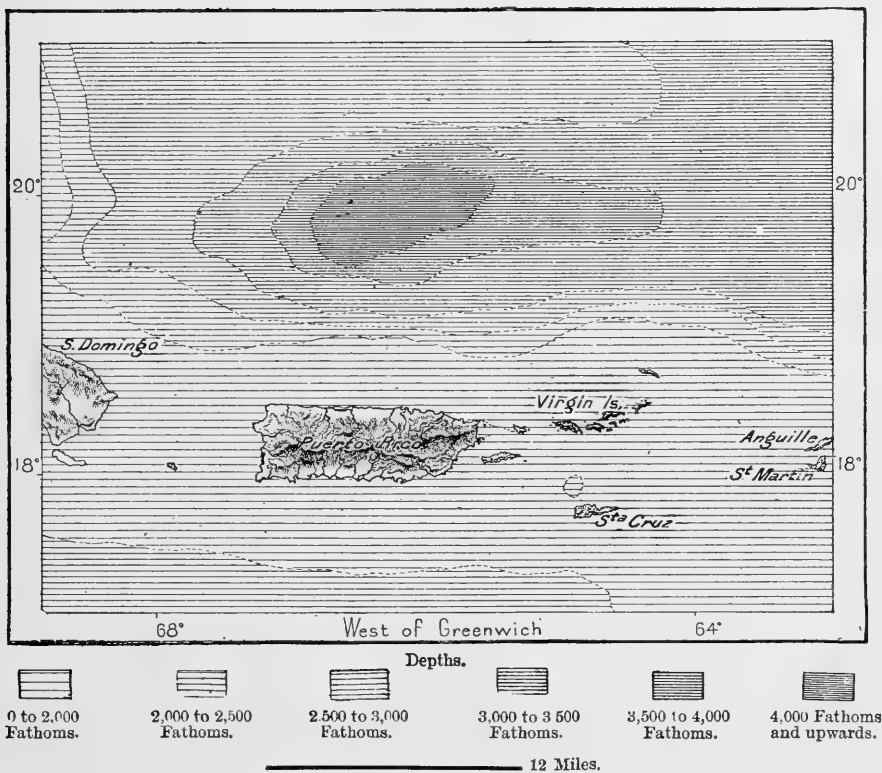 20° 20°
S. Domingo
Virgin Is.
Puerto Rico
Anguille
18° 18°
St Martin
Sta Cruz
68° West of Greenwich 64°
Depths.
0 to 2.000 2,000 to 2,500 2.500 to 3,000 3,000 to 3 500 3,500 to 4,000 4,000 Fathoms
Fathoms. Fathoms. Fathoms. Fathoms. Fathoms. and upwards.
12 Miles.